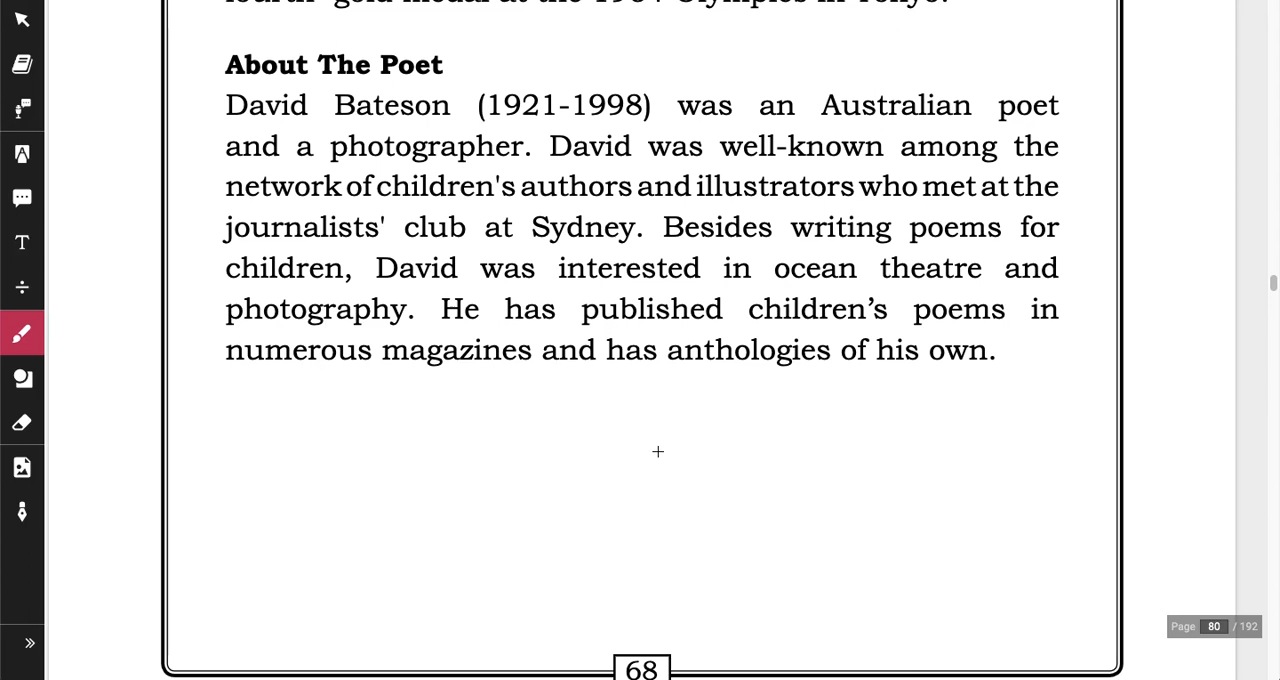 About The Poet
David Bateson (1921-1998) was an Australian poet
and a photographer. David was well-known among the
network of children's authors and illustrators who met at the
journalists' club at Sydney. Besides writing poems for
children, David was interested in ocean theatre and
photography. He has published children’s poems in
numerous magazines and has anthologies of his own.
Page 80 / 192
68